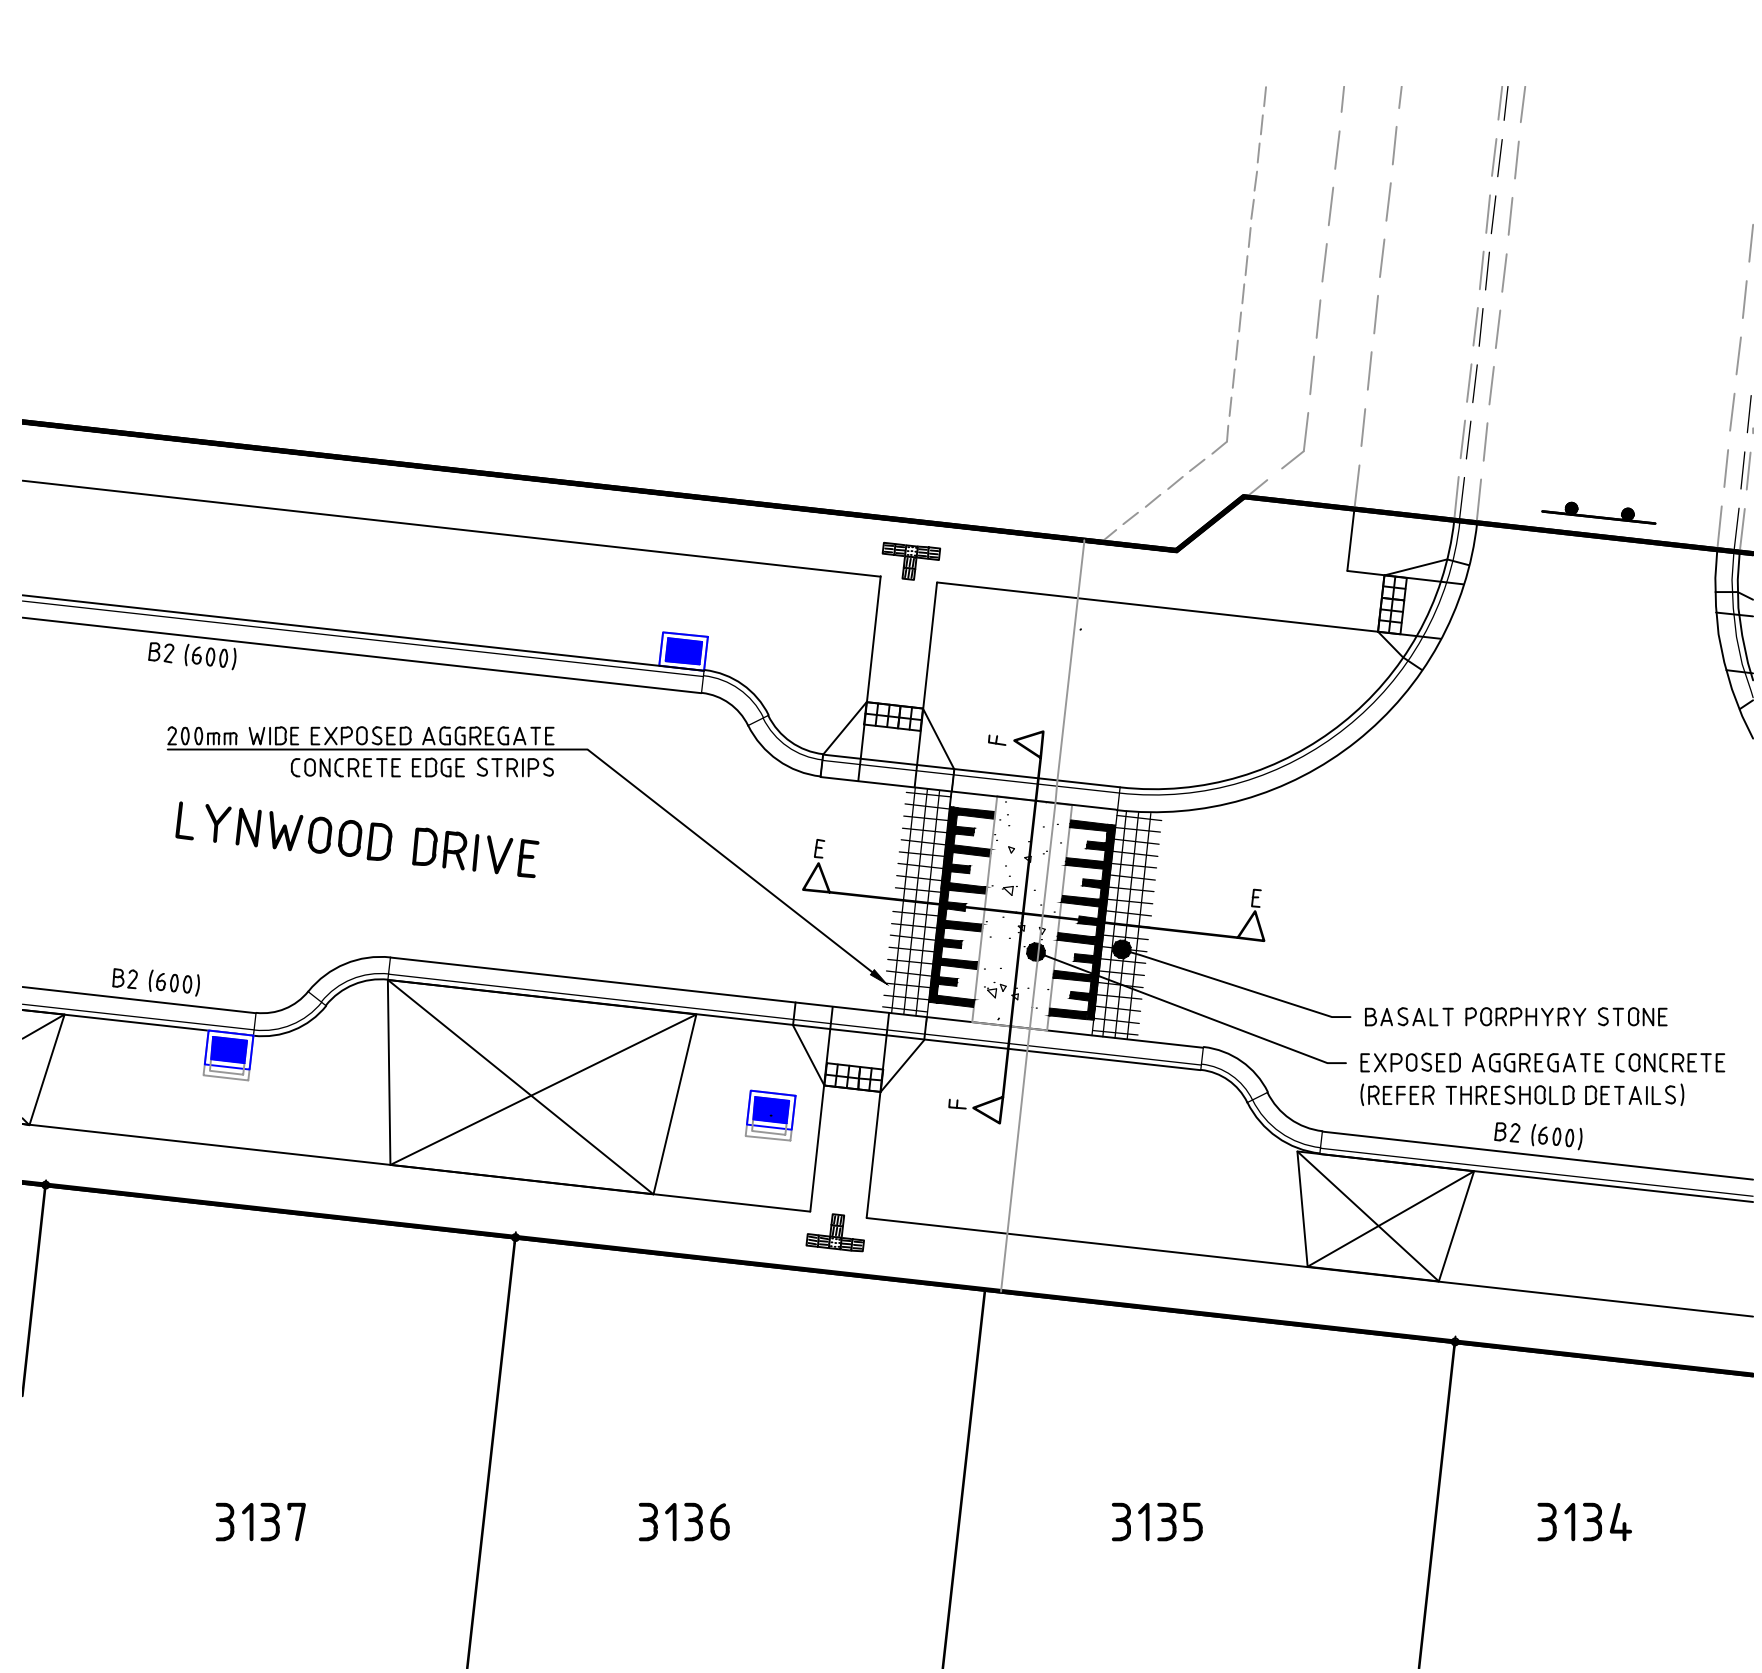 B2 (600)
200mm WIDE EXPOSED AGGREGATE
CONCRETE EDGE STRIPS
LYNWOOD DRIVE
F
E
E
B2 (600)
BASALT PORPHYRY STONE
EXPOSED AGGREGATE CONCRETE
(REFER THRESHOLD DETAILS)
F
B2 (600)
3137
3136
3135
3134